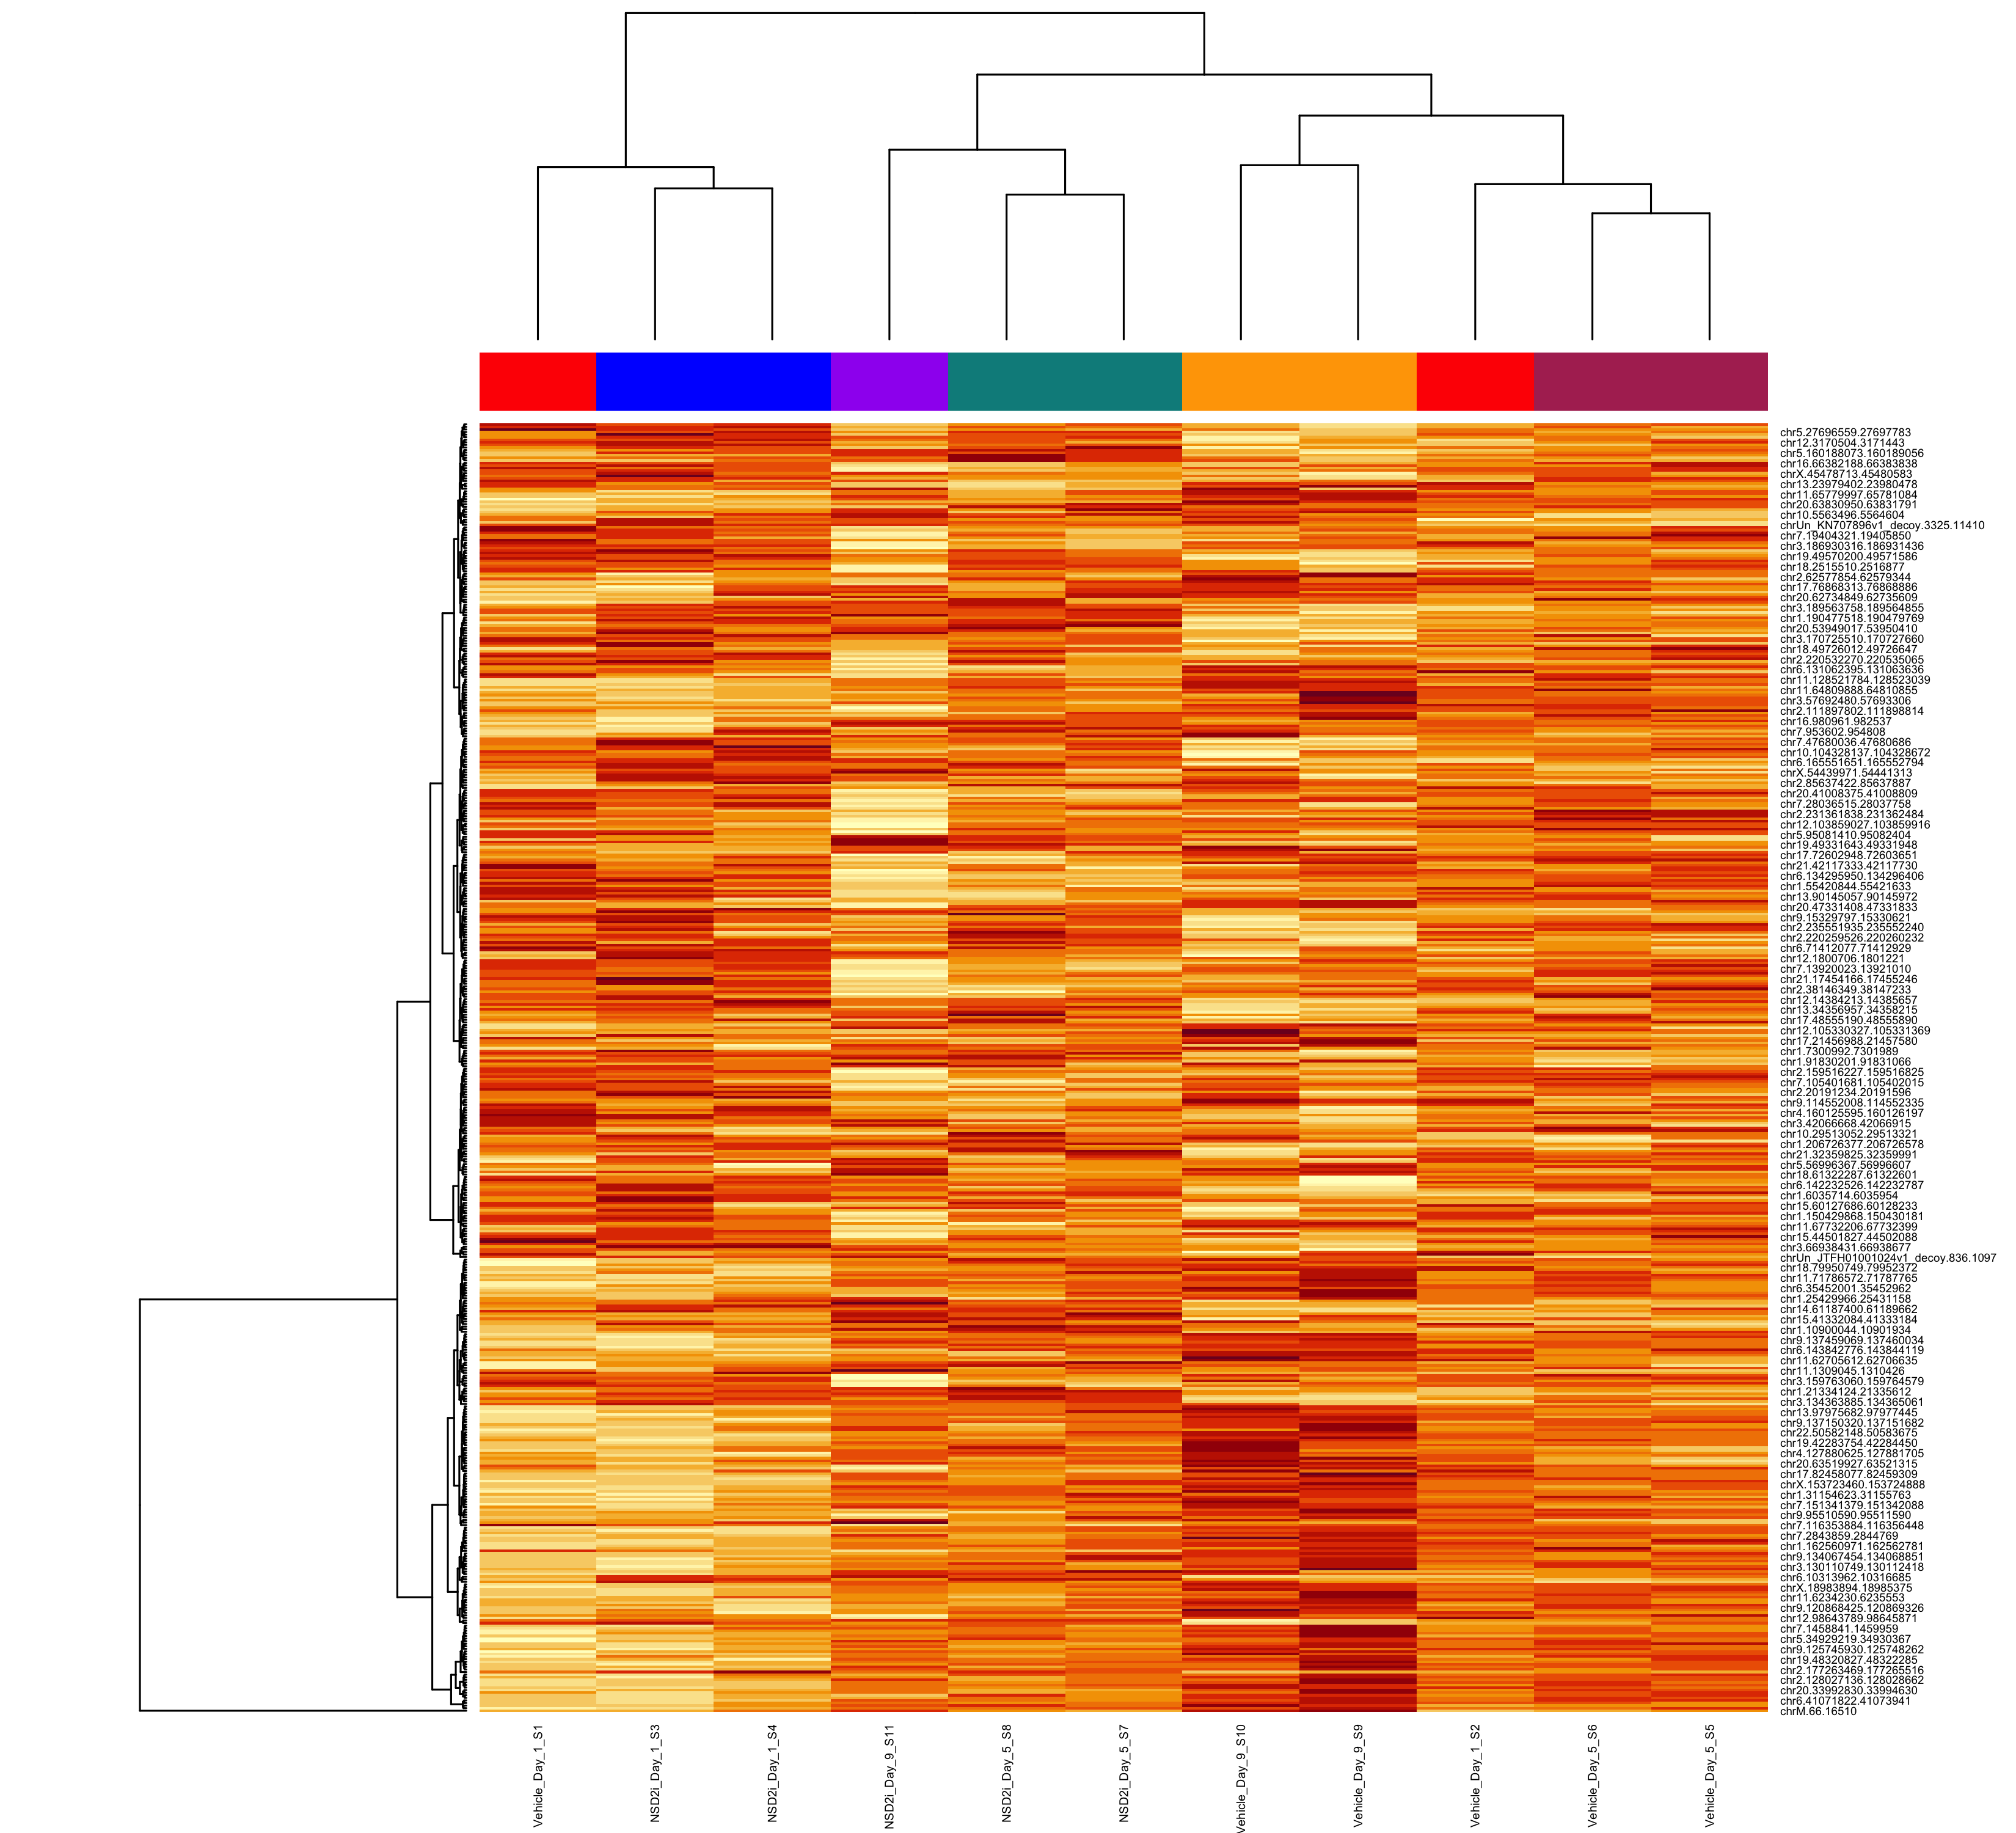 chr5.27696559.27697783
chr12.3170504.3171443
chr5.160188073.160189056
chr16.66382188.66383838
chrX.45478713.45480583
chr13.23979402.23980478
chr11.65779997.65781084
chr20.63830950.63831791
chr10.5563496.5564604
chrUn_KN707896v1_decoy.3325.11410
chr7.19404321.19405850
chr3.186930316.186931436
chr19.49570200.49571586
chr18.2515510.2516877
chr2.62577854.62579344
chr17.76868313.76868886
chr20.62734849.62735609
chr3.189563758.189564855
chr1.190477518.190479769
chr20.53949017.53950410
chr3.170725510.170727660
chr18.49726012.49726647
chr2.220532270.220535065
chr6.131062395.131063636
chr11.128521784.128523039
chr11.64809888.64810855
chr3.57692480.57693306
chr2.111897802.111898814
chr16.980961.982537
chr7.953602.954808
chr7.47680036.47680686
chr10.104328137.104328672
chr6.165551651.165552794
chrX.54439971.54441313
chr2.85637422.85637887
chr20.41008375.41008809
chr7.28036515.28037758
chr2.231361838.231362484
chr12.103859027.103859916
chr5.95081410.95082404
chr19.49331643.49331948
chr17.72602948.72603651
chr21.42117333.42117730
chr6.134295950.134296406
chr1.55420844.55421633
chr13.90145057.90145972
chr20.47331408.47331833
chr9.15329797.15330621
chr2.235551935.235552240
chr2.220259526.220260232
chr6.71412077.71412929
chr12.1800706.1801221
chr7.13920023.13921010
chr21.17454166.17455246
chr2.38146349.38147233
chr12.14384213.14385657
chr13.34356957.34358215
chr17.48555190.48555890
chr12.105330327.105331369
chr17.21456988.21457580
chr1.7300992.7301989
chr1.91830201.91831066
chr2.159516227.159516825
chr7.105401681.105402015
chr2.20191234.20191596
chr9.114552008.114552335
chr4.160125595.160126197
chr3.42066668.42066915
chr10.29513052.29513321
chr1.206726377.206726578
chr21.32359825.32359991
chr5.56996367.56996607
chr18.61322287.61322601
chr6.142232526.142232787
chr1.6035714.6035954
chr15.60127686.60128233
chr1.150429868.150430181
chr11.67732206.67732399
chr15.44501827.44502088
chr3.66938431.66938677
chrUn_JTFH01001024v1_decoy.836.1097
chr18.79950749.79952372
chr11.71786572.71787765
chr6.35452001.35452962
chr1.25429966.25431158
chr14.61187400.61189662
chr15.41332084.41333184
chr1.10900044.10901934
chr9.137459069.137460034
chr6.143842776.143844119
chr11.62705612.62706635
chr11.1309045.1310426
chr3.159763060.159764579
chr1.21334124.21335612
chr3.134363885.134365061
chr13.97975682.97977445
chr9.137150320.137151682
chr22.50582148.50583675
chr19.42283754.42284450
chr4.127880625.127881705
chr20.63519927.63521315
chr17.82458077.82459309
chrX.153723460.153724888
chr1.31154623.31155763
chr7.151341379.151342088
chr9.95510590.95511590
chr7.116353884.116356448
chr7.2843859.2844769
chr1.162560971.162562781
chr9.134067454.134068851
chr3.130110749.130112418
chr6.10313962.10316685
chrX.18983894.18985375
chr11.6234230.6235553
chr9.120868425.120869326
chr12.98643789.98645871
chr7.1458841.1459959
chr5.34929219.34930367
chr9.125745930.125748262
chr19.48320827.48322285
chr2.177263469.177265516
chr2.128027136.128028662
chr20.33992830.33994630
chr6.41071822.41073941
chrM.66.16510
Vehicle_Day_1_S1
NSD2i_Day_1_S3
NSD2i_Day_1_S4
NSD2i_Day_9_S11
NSD2i_Day_5_S8
NSD2i_Day_5_S7
Vehicle_Day_9_S10
Vehicle_Day_9_S9
Vehicle_Day_1_S2
Vehicle_Day_5_S6
Vehicle_Day_5_S5